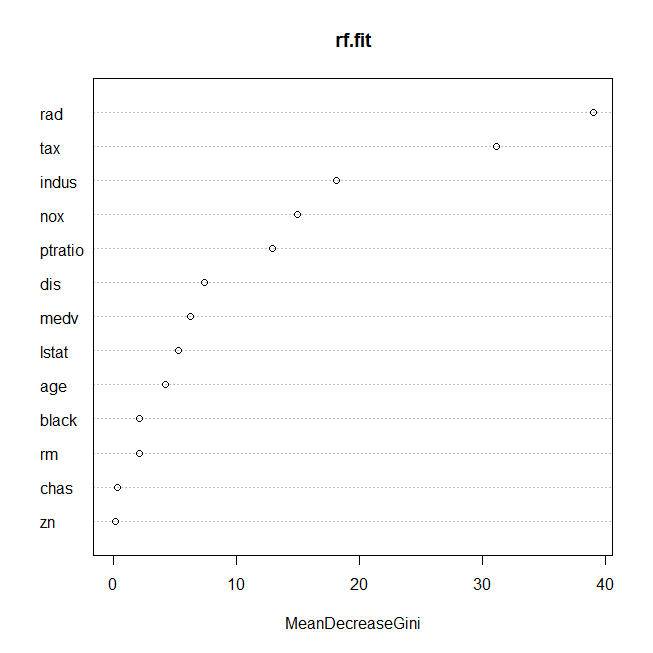 rf.fit
rad
tax
indus
nox
ptratio
dis
medv
lstat
age
black
rm
chas
zn
0 10 20 30 40
MeanDecreaseGini